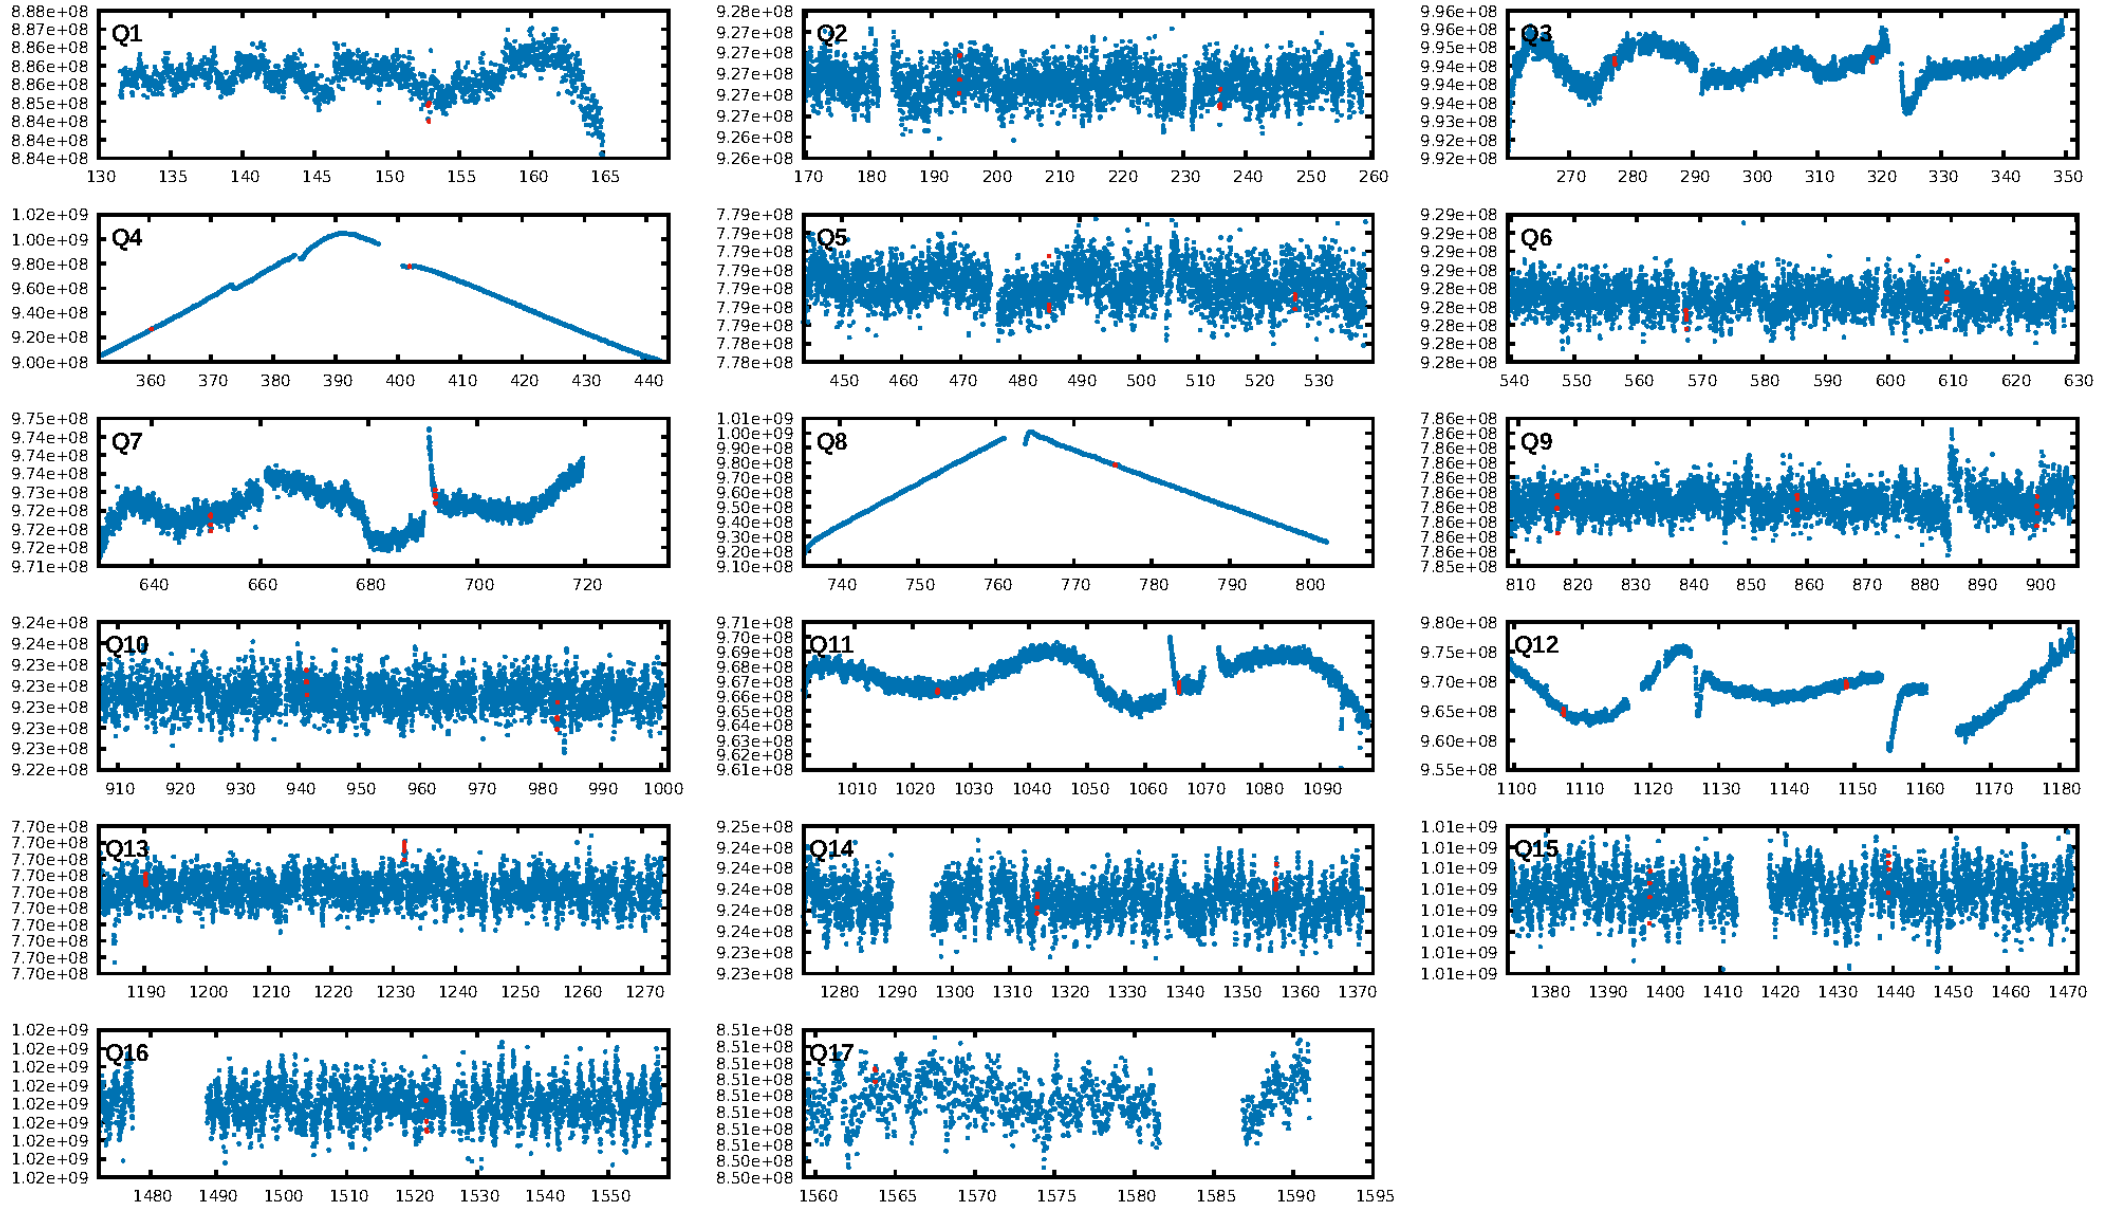 8.88e+08
8.87e+08
8.86e+08
8.86e+08
8.86e+08
8.85e+08
8.84e+08
8.84e+08
8.84e+08
Q1
130 135 140 145 150 155 160 165
9.28e+08
9.27e+08
9.27e+08
9.27e+08
9.27e+08
9.27e+08
9.26e+08
9.26e+08
Q2
170 180 190 200 210 220 230 240 250 260
9.96e+08
9.96e+08
9.95e+08
9.94e+08
9.94e+08
9.94e+08
9.93e+08
9.92e+08
9.92e+08
Q3
270 280 290 300 310 320 330 340 350
1.02e+09
1.00e+09
9.80e+08
9.60e+08
9.40e+08
9.20e+08
9.00e+08
Q4
360 370 380 390 400 410 420 430 440
7.79e+08
7.79e+08
7.79e+08
7.79e+08
7.79e+08
7.79e+08
7.79e+08
7.78e+08
7.78e+08
Q5
450 460 470 480 490 500 510 520 530
9.29e+08
9.29e+08
9.29e+08
9.29e+08
9.28e+08
9.28e+08
9.28e+08
9.28e+08
9.28e+08
Q6
540 550 560 570 580 590 600 610 620 630
9.75e+08
9.74e+08
9.74e+08
9.74e+08
9.73e+08
9.72e+08
9.72e+08
9.72e+08
9.71e+08
Q7
640 660 680 700 720
1.01e+09
1.00e+09
9.90e+08
9.80e+08
9.70e+08
9.60e+08
9.50e+08
9.40e+08
9.30e+08
9.20e+08
9.10e+08
Q8
740 750 760 770 780 790 800
7.86e+08
7.86e+08
7.86e+08
7.86e+08
7.86e+08
7.86e+08
7.86e+08
7.86e+08
7.85e+08
Q9
810 820 830 840 850 860 870 880 890 900
9.24e+08
9.24e+08
9.23e+08
9.23e+08
9.23e+08
9.23e+08
9.23e+08
9.22e+08
Q10
910 920 930 940 950 960 970 980 990 1000
9.71e+08
9.70e+08
9.69e+08
9.68e+08
9.67e+08
9.66e+08
9.65e+08
9.64e+08
9.63e+08
9.62e+08
9.61e+08
Q11
1010 1020 1030 1040 1050 1060 1070 1080 1090
9.80e+08
9.75e+08
9.70e+08
9.65e+08
9.60e+08
9.55e+08
Q12
1100 1110 1120 1130 1140 1150 1160 1170 1180
7.70e+08
7.70e+08
7.70e+08
7.70e+08
7.70e+08
7.70e+08
7.70e+08
7.70e+08
7.70e+08
7.70e+08
Q13
1190 1200 1210 1220 1230 1240 1250 1260 1270
9.25e+08
9.24e+08
9.24e+08
9.24e+08
9.24e+08
9.24e+08
9.23e+08
9.23e+08
Q14
1280 1290 1300 1310 1320 1330 1340 1350 1360 1370
1.01e+09
1.01e+09
1.01e+09
1.01e+09
1.01e+09
1.01e+09
1.01e+09
1.01e+09
Q15
1380 1390 1400 1410 1420 1430 1440 1450 1460 1470
1.02e+09
1.02e+09
1.02e+09
1.02e+09
1.02e+09
1.02e+09
1.02e+09
1.02e+09
1.02e+09
Q16
1480 1490 1500 1510 1520 1530 1540 1550
8.51e+08
8.51e+08
8.51e+08
8.51e+08
8.51e+08
8.51e+08
8.51e+08
8.51e+08
8.50e+08
8.50e+08
Q17
1560 1565 1570 1575 1580 1585 1590 1595